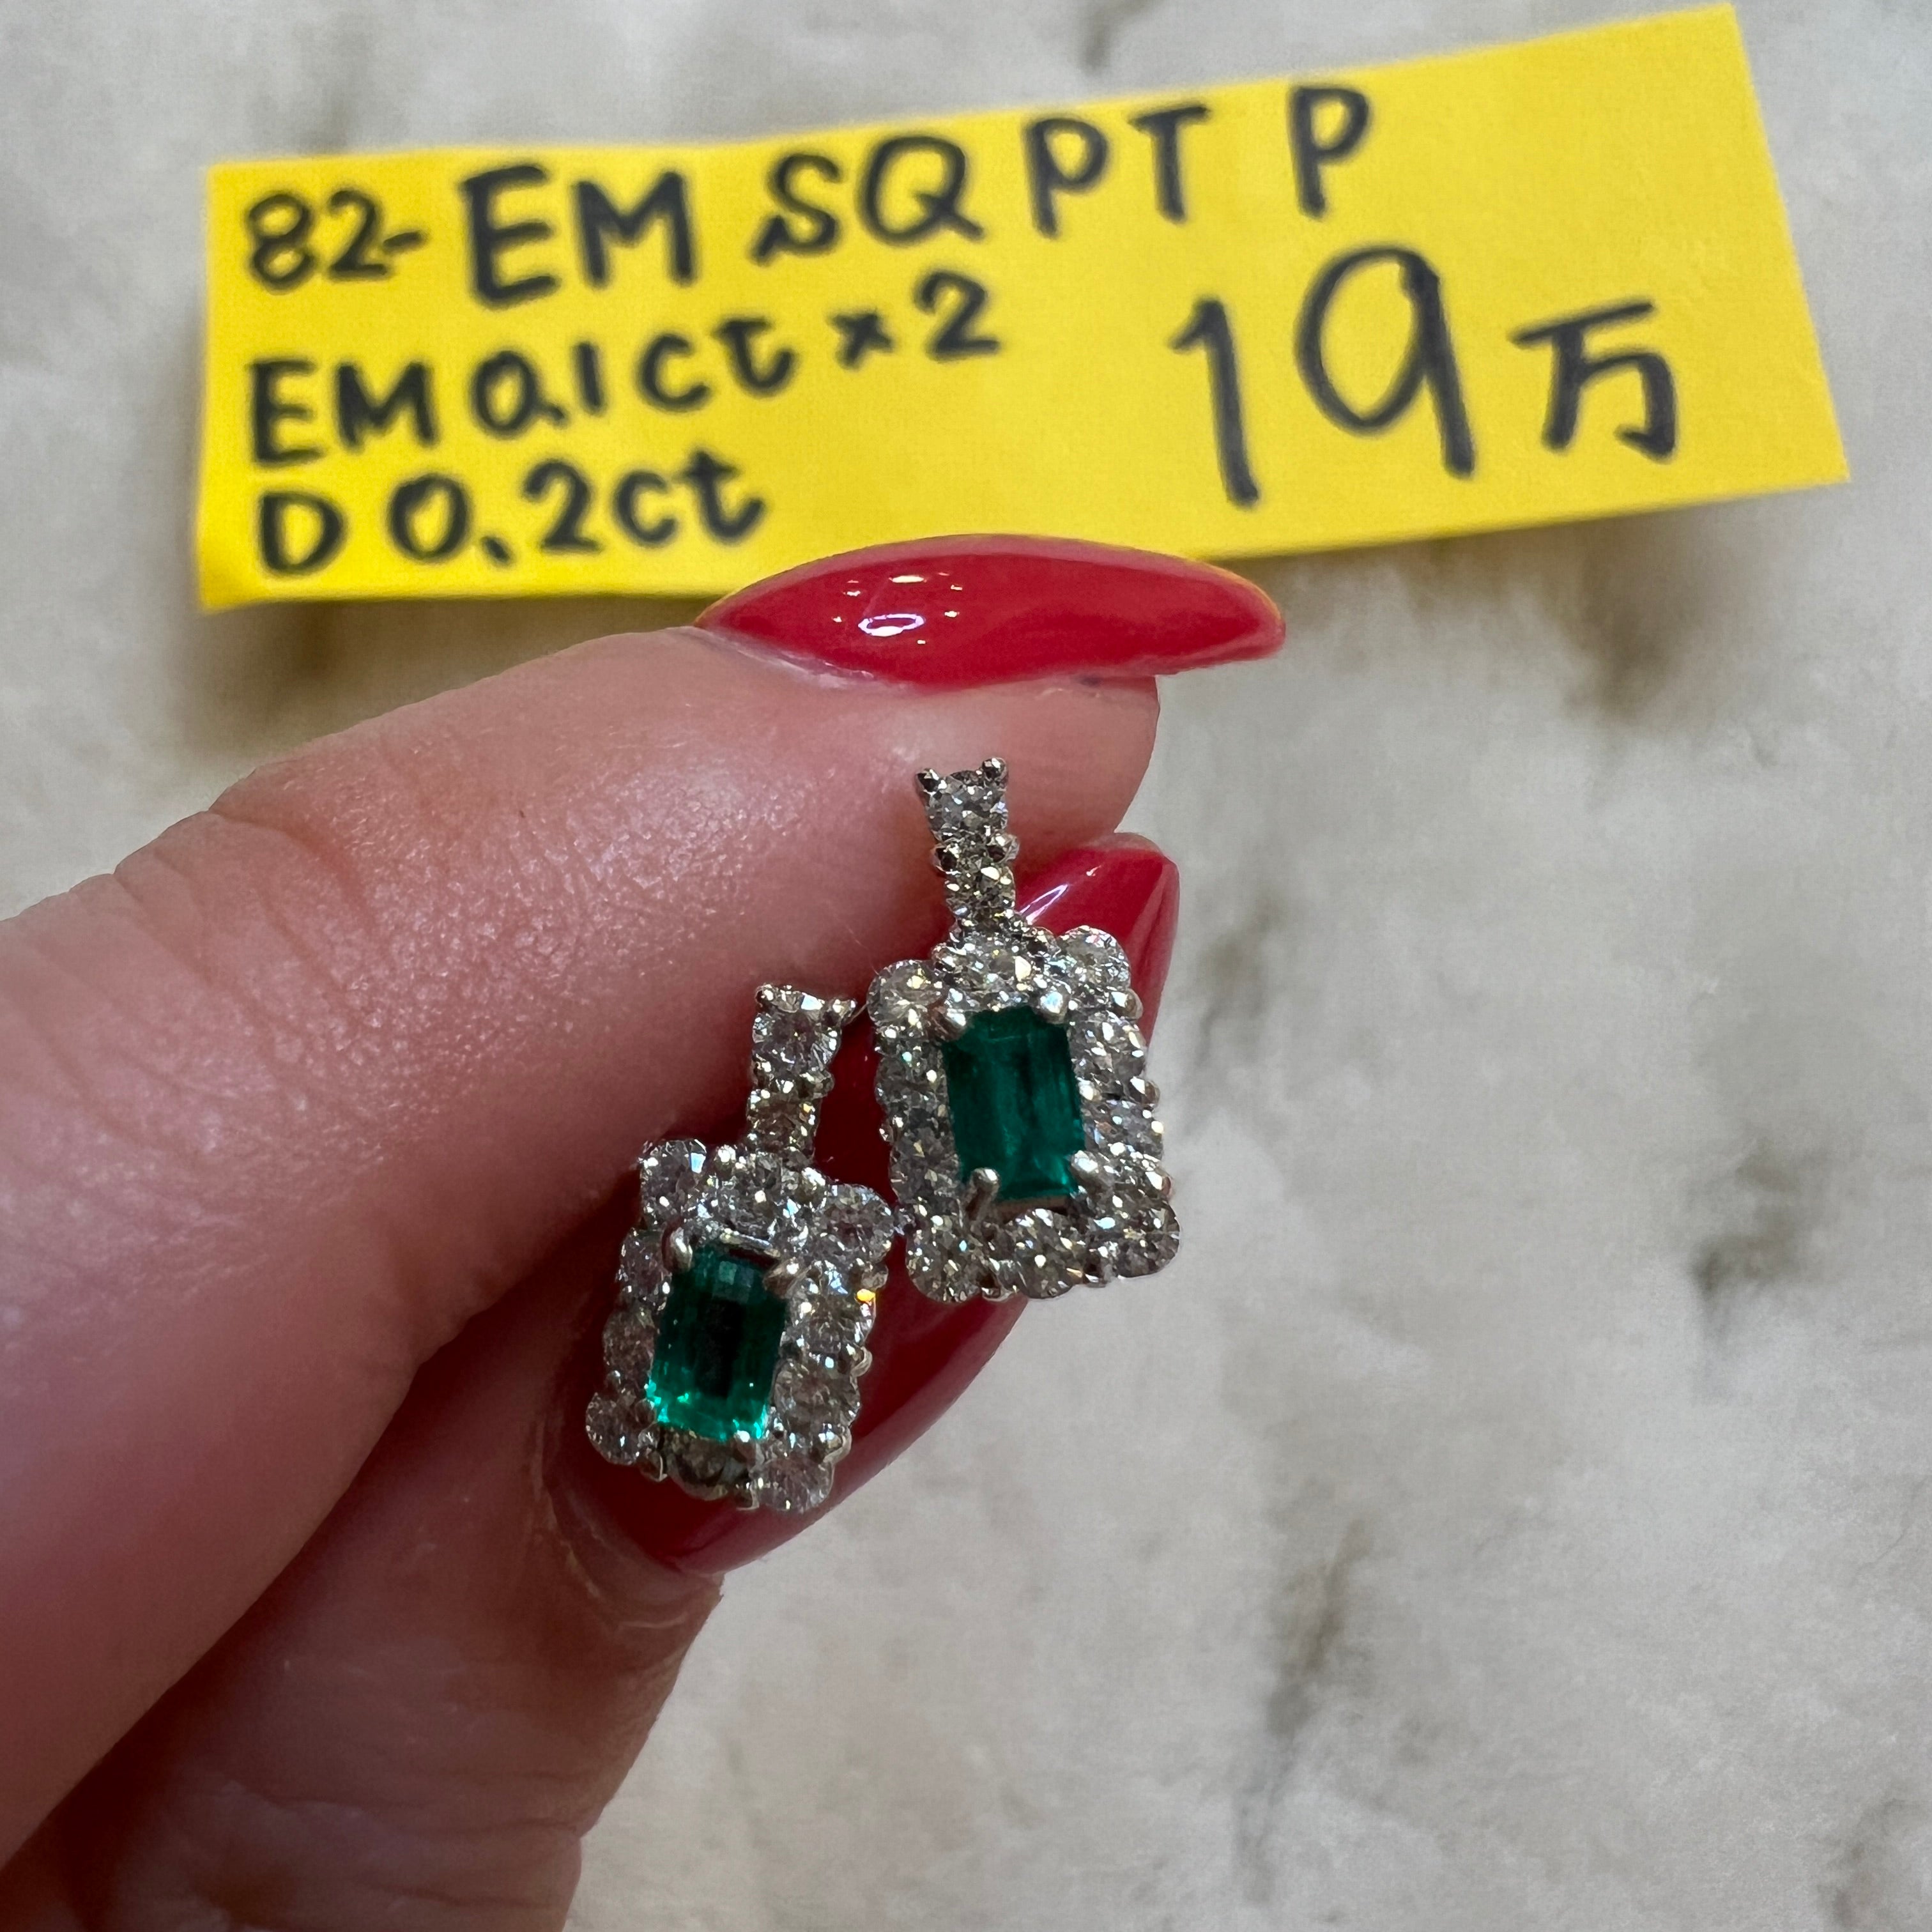 82-EM SQ PT P
EM 0.1ct×2
19万
D 0.2ct